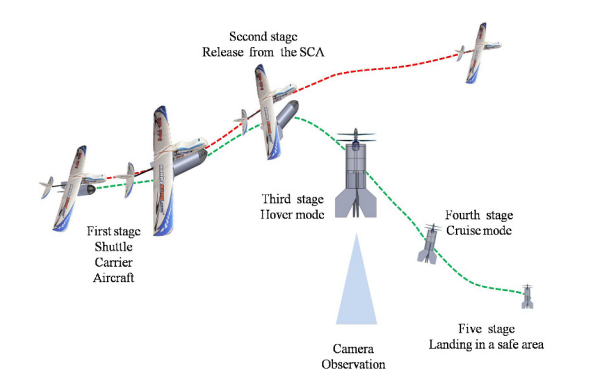 Second stage
Release from the SCA
Third stage
Hover mode
Fourth stage
Cruise mode
First stage
Shuttle
Carrier
Aircraft
Five stage
Landing in a safe area
Camera
Observation